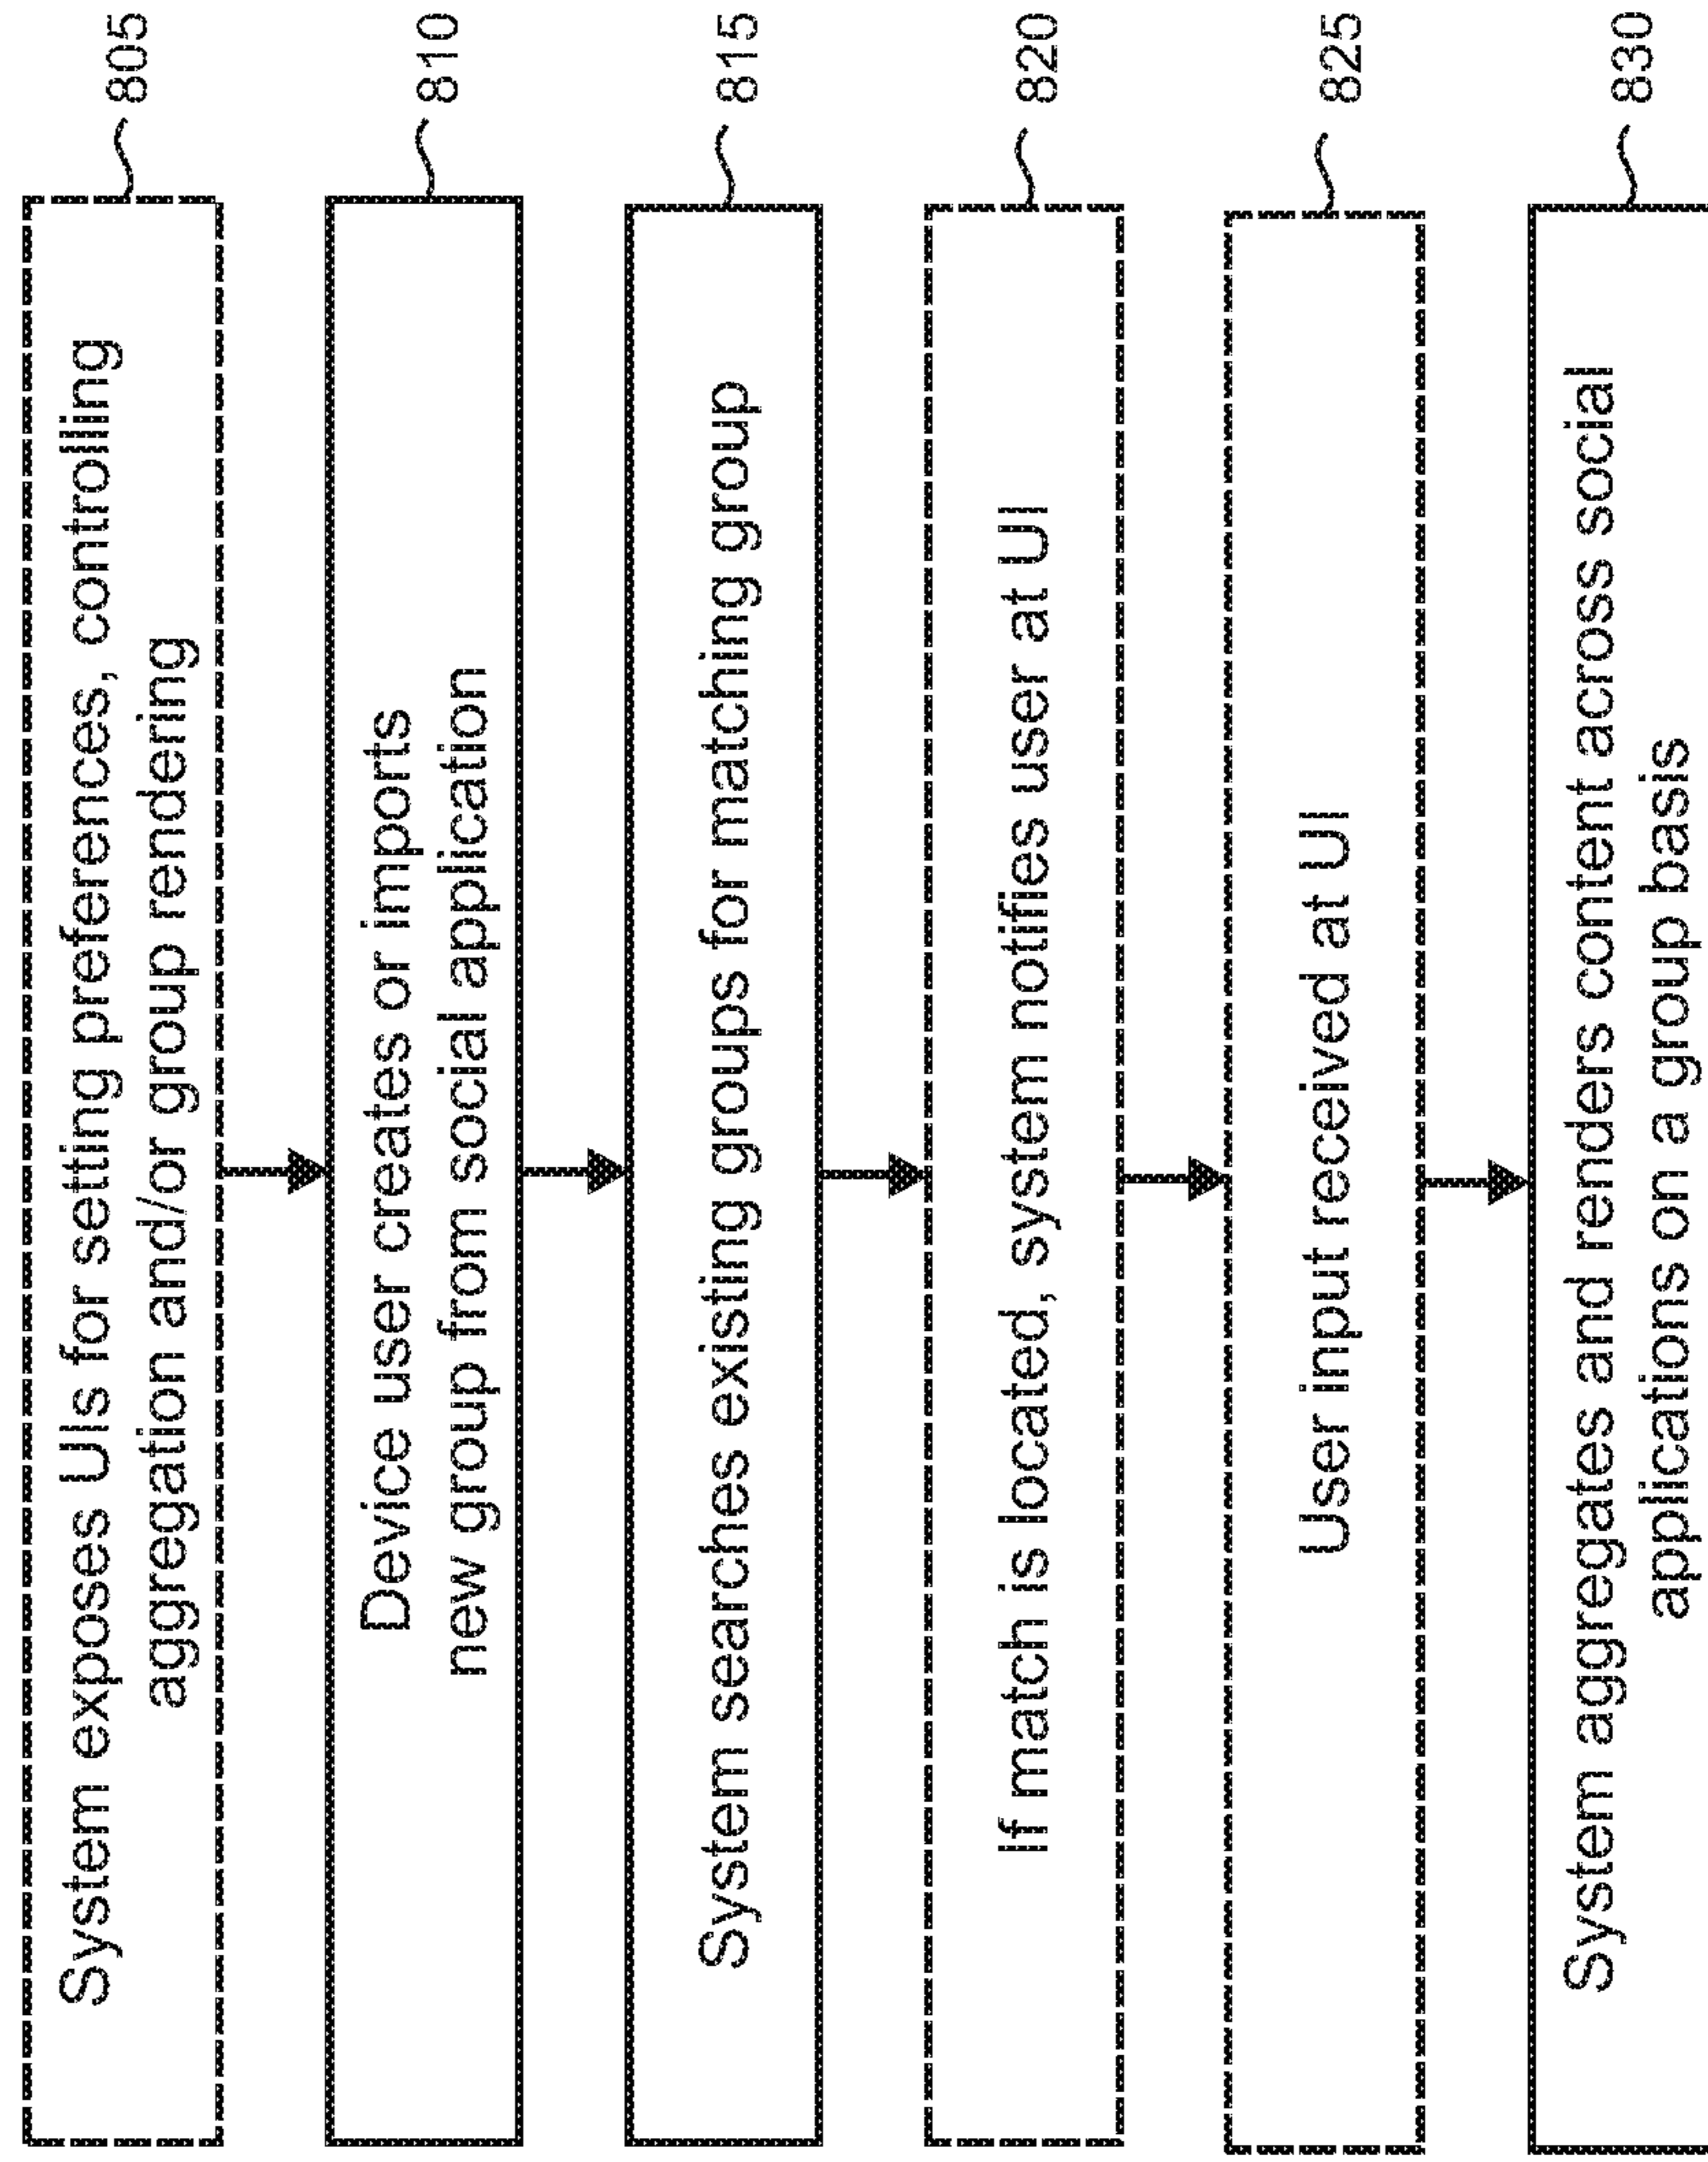 System exposes UIs for setting preferences, controlling
aggregation and/or group rendering
805
Device user creates or imports
new group from social application
810
System searches existing groups for matching group
815
If match is located, system notifies user at UI
820
User input received at UI
825
System aggregates and renders content across social
applications on a group basis
830